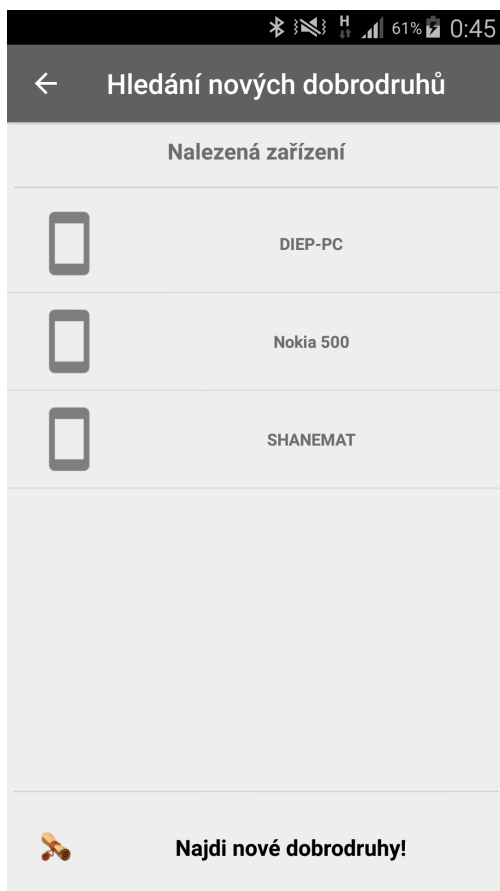 H 61% 0:45
Hledání nových dobrodruhů
Nalezená zařízení
DIEP-PC
Nokia 500
SHANEMAT
Najdi nové dobrodruhy!